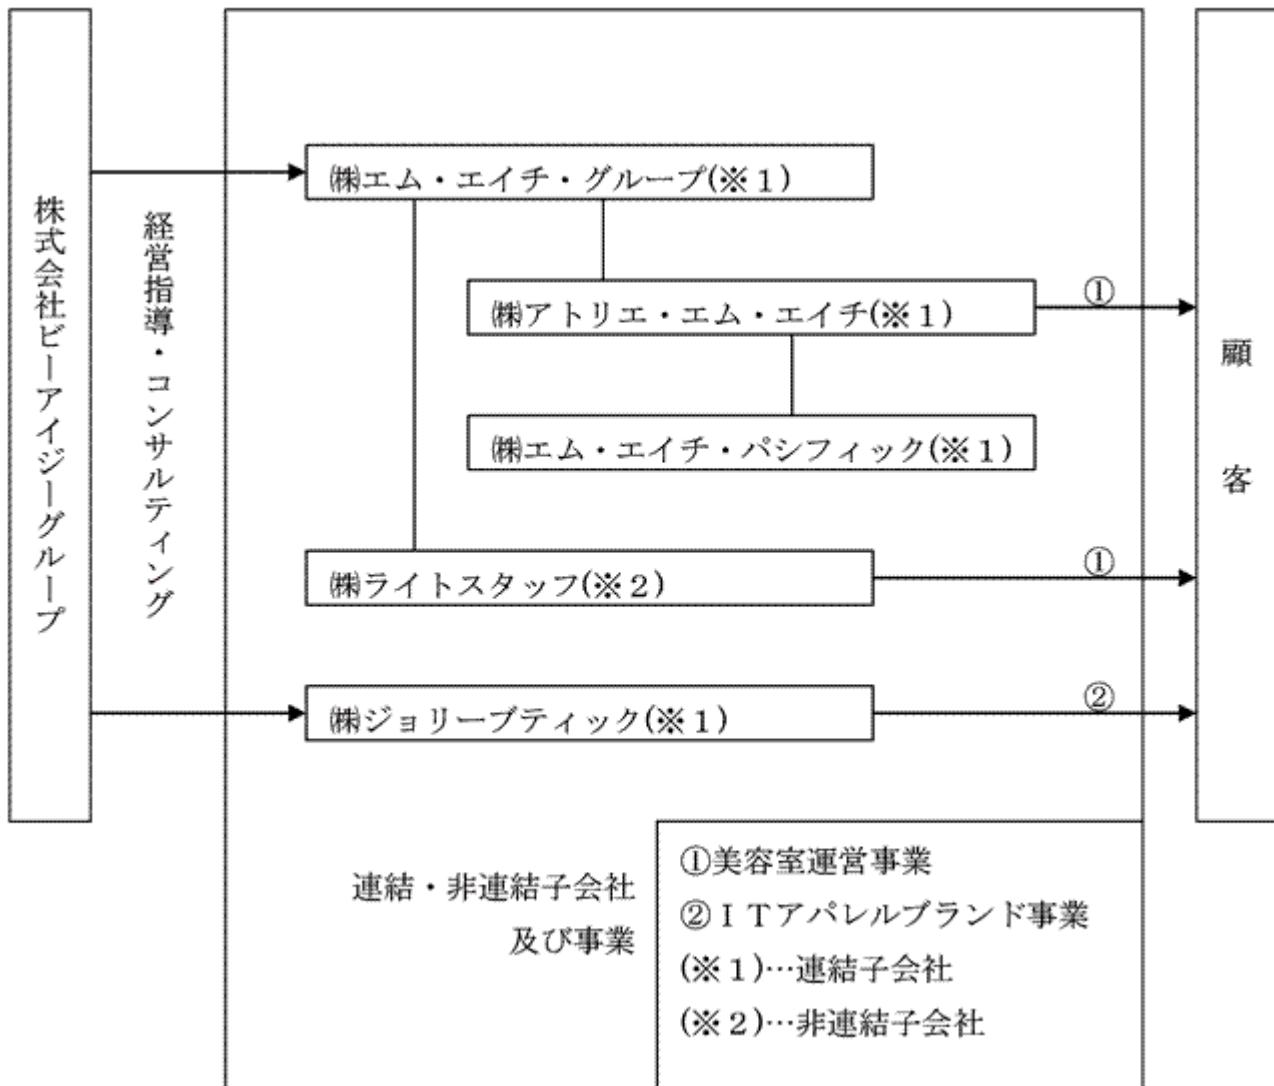 株式会社ビーアイジーグループ
経営指導・コンサルティング
㈱エム・エイチ・グループ(※１)
㈱アトリエ・エム・エイチ(※１)
①
㈱エム・エイチ・パシフィック(※１)
㈱ライトスタッフ(※２)
①
㈱ジョリーブティック(※１)
②
顧客
連結・非連結子会社
及び事業
①美容室運営事業
②ＩＴアパレルブランド事業
(※１)…連結子会社
(※２)…非連結子会社